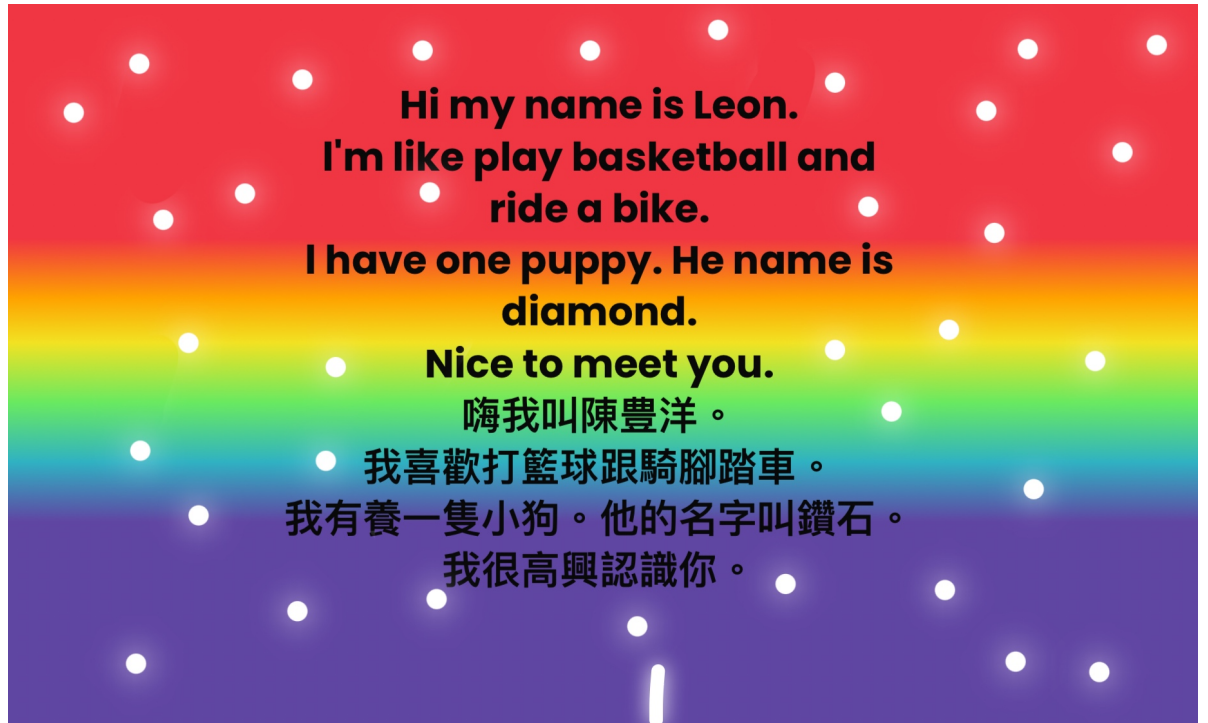 Hi my name is Leon.
I'm like play basketball and
ride a bike.
I have one puppy. He name is
diamond.
Nice to meet you.
嗨我叫陳豐洋。
我喜歡打籃球跟騎腳踏車。
我有養一隻小狗。他的名字叫鑽石。
我很高興認識你。